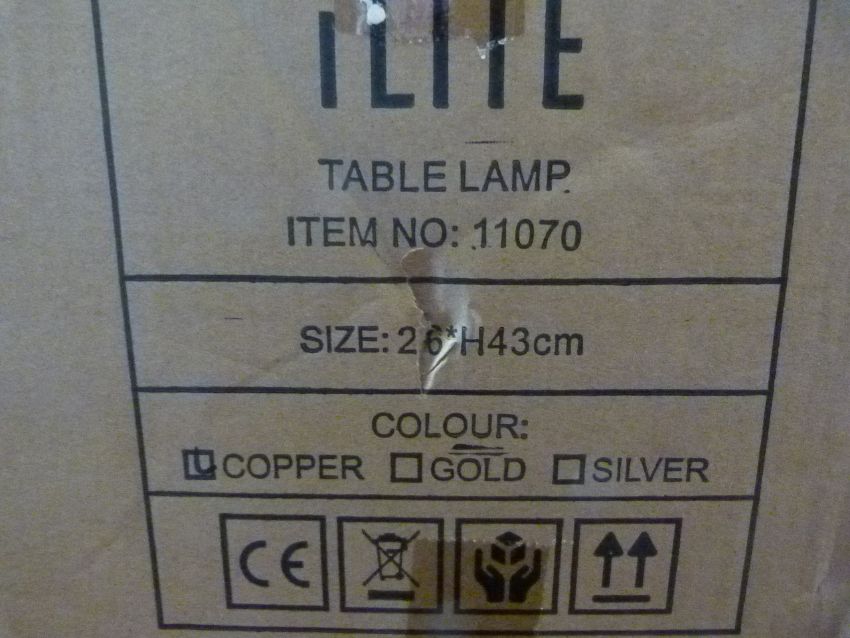 iLITE
TABLE LAMP
ITEM NO: 11070
SIZE: 26*H43cm
COLOUR:
COPPER GOLD SILVER
CE